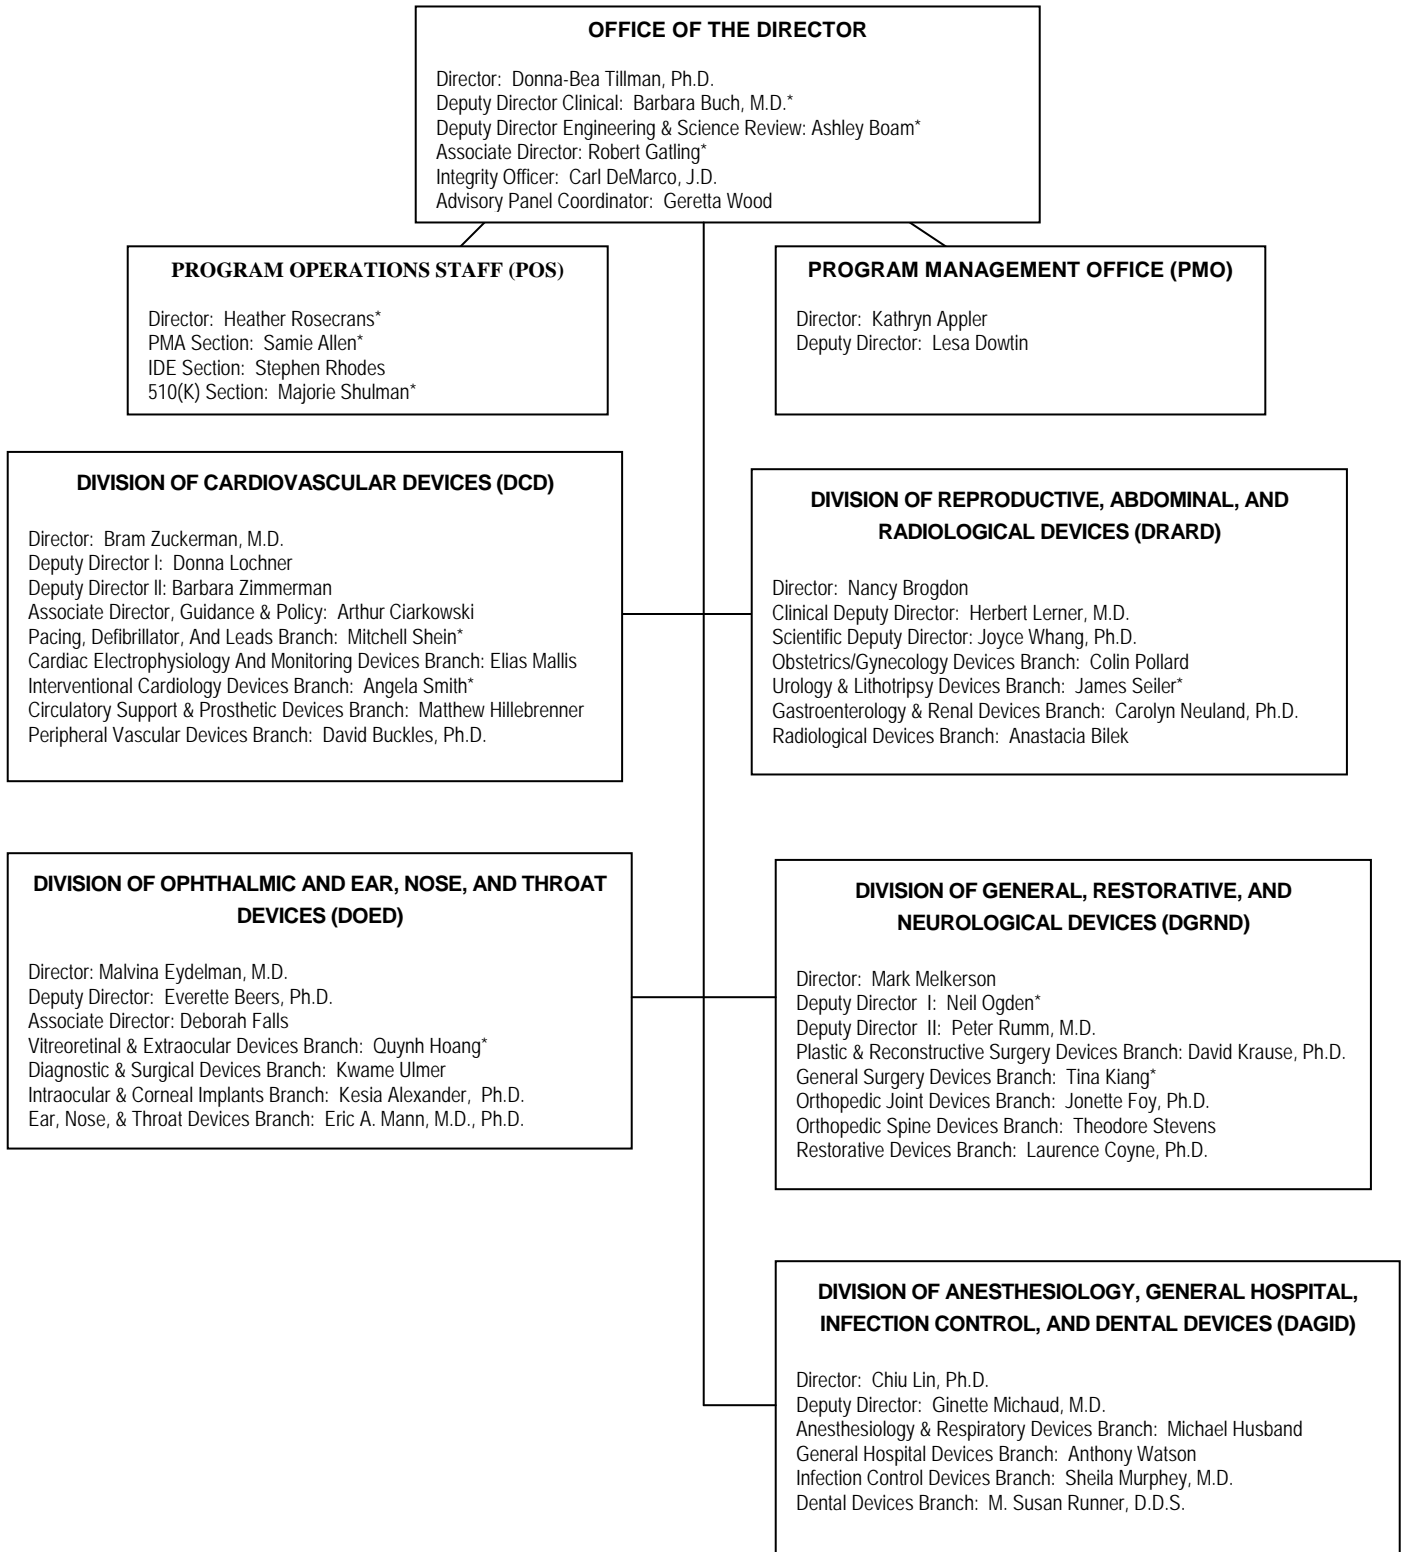 OFFICE OF THE DIRECTOR
Director: Donna-Bea Tillman, Ph.D.
Deputy Director Clinical: Barbara Buch, M.D.*
Deputy Director Engineering & Science Review: Ashley Boam*
Associate Director: Robert Gatling*
Integrity Officer: Carl DeMarco, J.D.
Advisory Panel Coordinator: Geretta Wood
PROGRAM OPERATIONS STAFF (POS)
Director: Heather Rosecrans*
PMA Section: Samie Allen*
IDE Section: Stephen Rhodes
510(K) Section: Majorie Shulman*
PROGRAM MANAGEMENT OFFICE (PMO)
Director: Kathryn Appler
Deputy Director: Lesa Dowtin
DIVISION OF CARDIOVASCULAR DEVICES (DCD)
Director: Bram Zuckerman, M.D.
Deputy Director I: Donna Lochner
Deputy Director II: Barbara Zimmerman
Associate Director, Guidance & Policy: Arthur Ciarkowski
Pacing, Defibrillator, And Leads Branch: Mitchell Shein*
Cardiac Electrophysiology And Monitoring Devices Branch: Elias Mallis
Interventional Cardiology Devices Branch: Angela Smith*
Circulatory Support & Prosthetic Devices Branch: Matthew Hillebrenner
Peripheral Vascular Devices Branch: David Buckles, Ph.D.
DIVISION OF REPRODUCTIVE, ABDOMINAL, AND
RADIOLOGICAL DEVICES (DRARD)
Director: Nancy Brogdon
Clinical Deputy Director: Herbert Lerner, M.D.
Scientific Deputy Director: Joyce Whang, Ph.D.
Obstetrics/Gynecology Devices Branch: Colin Pollard
Urology & Lithotripsy Devices Branch: James Seiler*
Gastroenterology & Renal Devices Branch: Carolyn Neuland, Ph.D.
Radiological Devices Branch: Anastacia Bilek
DIVISION OF OPHTHALMIC AND EAR, NOSE, AND THROAT
DEVICES (DOED)
Director: Malvina Eydelman, M.D.
Deputy Director: Everette Beers, Ph.D.
Associate Director: Deborah Falls
Vitreoretinal & Extraocular Devices Branch: Quynh Hoang*
Diagnostic & Surgical Devices Branch: Kwame Ulmer
Intraocular & Corneal Implants Branch: Kesia Alexander, Ph.D.
Ear, Nose, & Throat Devices Branch: Eric A. Mann, M.D., Ph.D.
DIVISION OF GENERAL, RESTORATIVE, AND
NEUROLOGICAL DEVICES (DGRND)
Director: Mark Melkerson
Deputy Director I: Neil Ogden*
Deputy Director II: Peter Rumm, M.D.
Plastic & Reconstructive Surgery Devices Branch: David Krause, Ph.D.
General Surgery Devices Branch: Tina Kiang*
Orthopedic Joint Devices Branch: Jonette Foy, Ph.D.
Orthopedic Spine Devices Branch: Theodore Stevens
Restorative Devices Branch: Laurence Coyne, Ph.D.
DIVISION OF ANESTHESIOLOGY, GENERAL HOSPITAL,
INFECTION CONTROL, AND DENTAL DEVICES (DAGID)
Director: Chiu Lin, Ph.D.
Deputy Director: Ginette Michaud, M.D.
Anesthesiology & Respiratory Devices Branch: Michael Husband
General Hospital Devices Branch: Anthony Watson
Infection Control Devices Branch: Sheila Murphey, M.D.
Dental Devices Branch: M. Susan Runner, D.D.S.